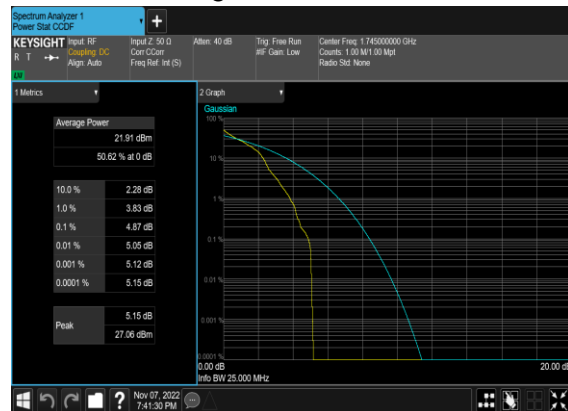 Spectrum Analyzer 1
Power Stat CCDF
KEYSIGHT
R T
LW
Input: RF
Coupling: DC
Align: Auto
Input Z: 50 Ω
Corr CCorr
Freq Ref: Int (S)
Atten: 40 dB
Trig: Free Run
#IF Gain: Low
Center Freq: 1.745000000 GHz
Counts: 1.00 M/1.00 Mpt
Radio Std: None
1 Metrics
Average Power
21.91 dBm
50.62 % at 0 dB
10.0 % 2.28 dB
1.0 % 3.83 dB
0.1 % 4.87 dB
0.01 % 5.05 dB
0.001 % 5.12 dB
0.0001 % 5.15 dB
Peak
5.15 dB
27.06 dBm
2 Graph
Gaussian
100 %
10 %
1 %
0.1 %
0.01 %
0.001 %
0.0001 %
0.00 dB
20.00 dB
Info BW 25.000 MHz
?
Nov 07, 2022
7:41:30 PM